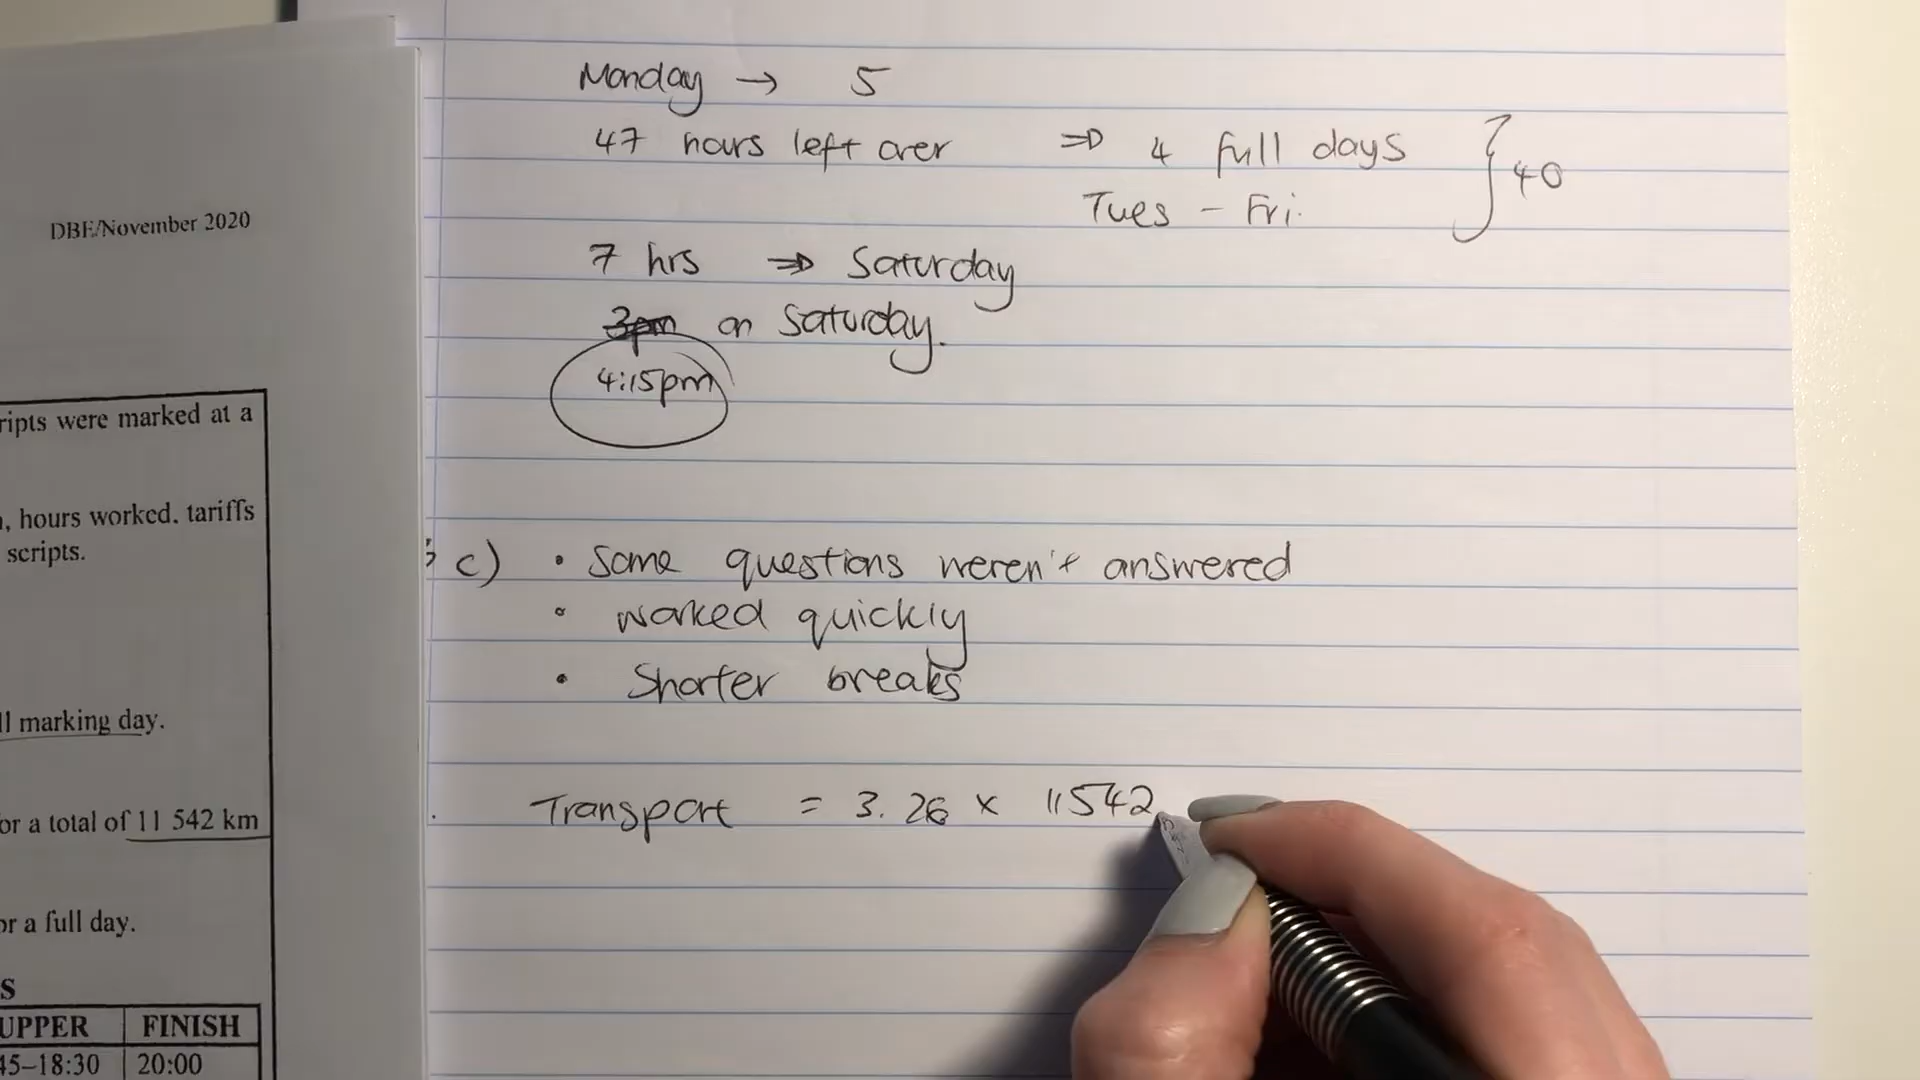 DBE/November 2020
ripts were marked at a
, hours worked. tariffs
scripts.
ll marking day.
or a total of 11 542 km
or a full day.
S
UPPER FINISH
45–18:30 20:00
Monday → 5
47 hours left over ⇒ 4 full days } 40
Tues - Fri.
7 hrs ⇒ Saturday
3pm on Saturday.
4:15pm
c) • Some questions weren't answered
• Worked quickly
• Shorter breaks
Transport = 3.26 × 11542